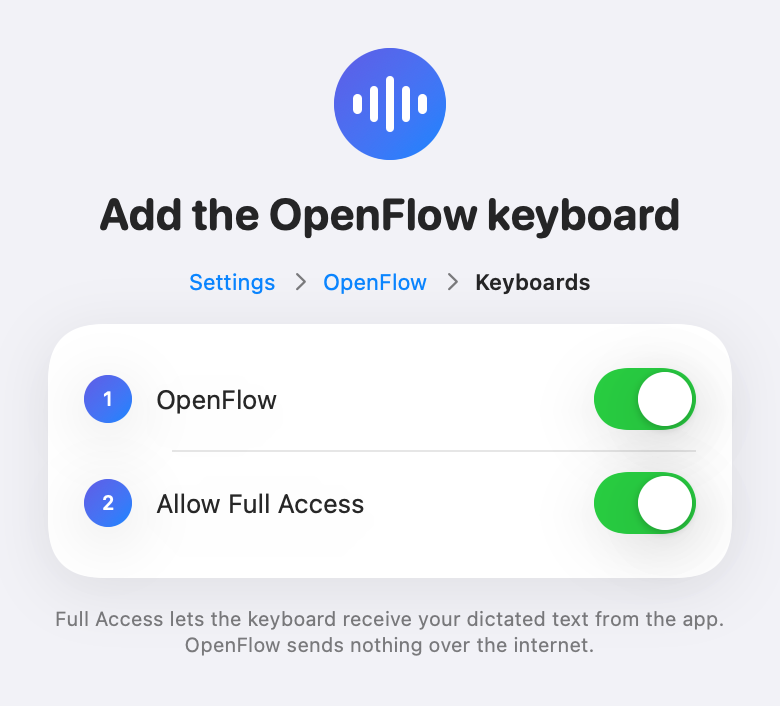 Add the OpenFlow keyboard
Settings > OpenFlow > Keyboards
1 OpenFlow
2 Allow Full Access
Full Access lets the keyboard receive your dictated text from the app.
OpenFlow sends nothing over the internet.